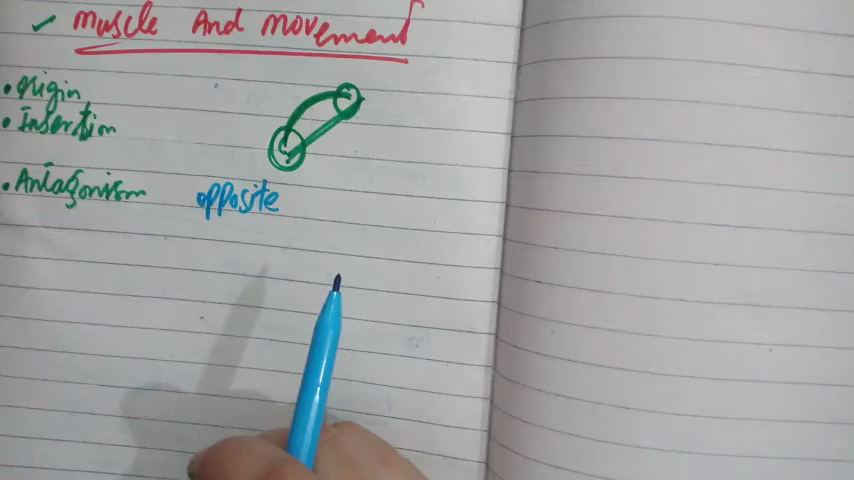 ✓ Muscle And Movement
• Origin
• Insertion
• Antagonism opposite